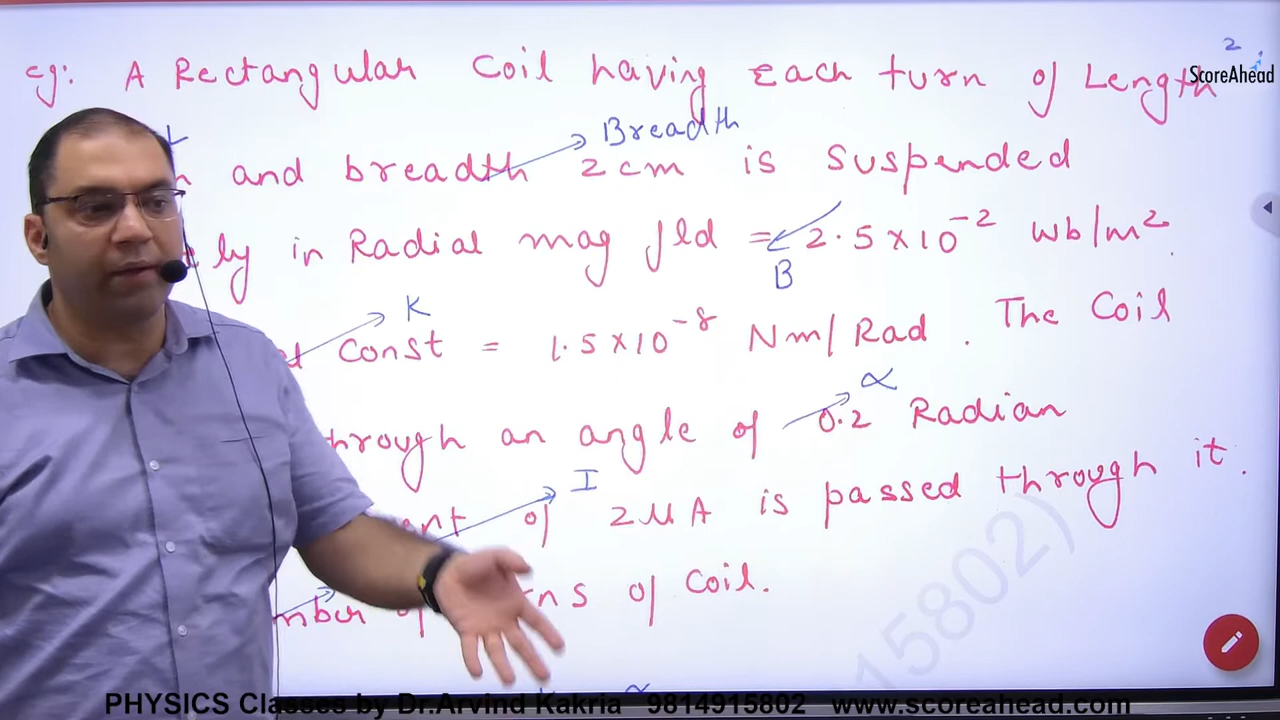 2
ScoreAhead
eg: A Rectangular Coil having Each turn of Length
L
Breadth
and breadth 2cm is Suspended
ly in Radial mag fld = 2.5×10⁻² wb/m²
B
K
Const = 1.5×10⁻⁸ Nm/Rad. The Coil
α
through an angle of 0.2 Radian
I
of 2μA is passed through it.
of Coil.
15802)
PHYSICS Classes by Dr.Arvind Kakria 9814915802 www.scoreahead.com